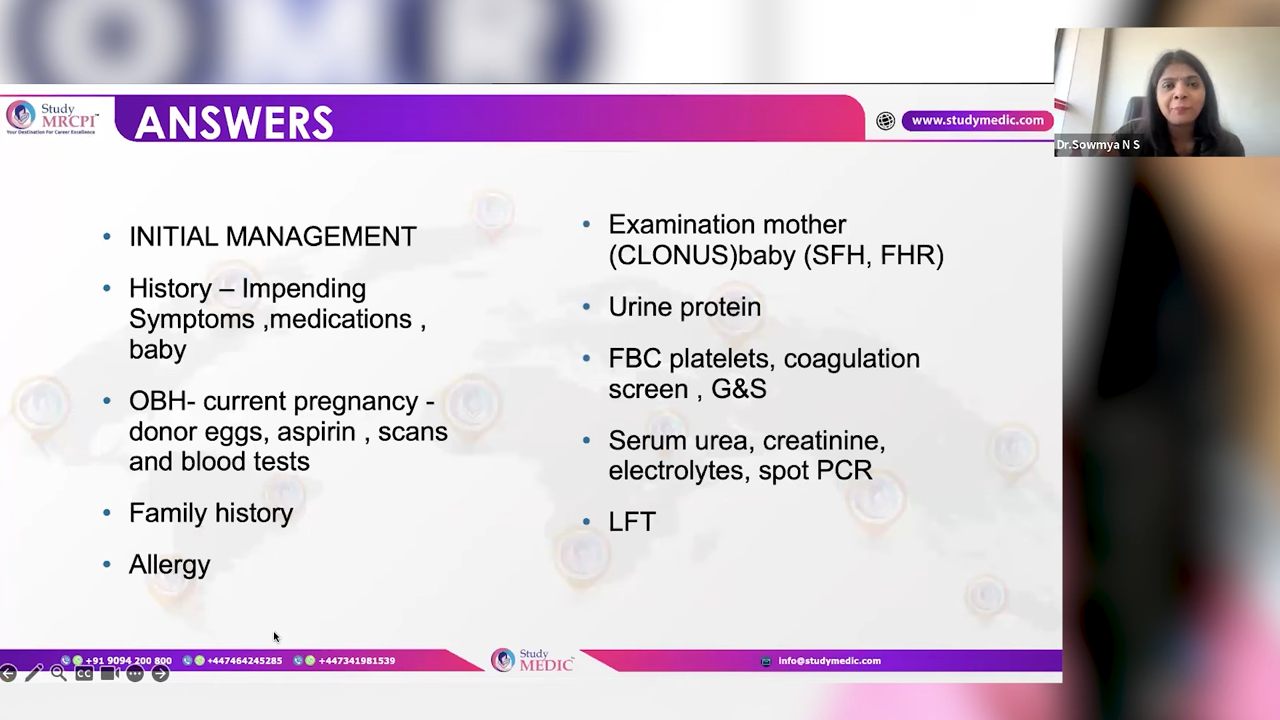 Study
MRCPI™
Your Destination For Career Excellence
ANSWERS
www.studymedic.com
Dr.Sowmya N S
• INITIAL MANAGEMENT
• History – Impending
Symptoms ,medications ,
baby
• OBH- current pregnancy -
donor eggs, aspirin , scans
and blood tests
• Family history
• Allergy
• Examination mother
(CLONUS)baby (SFH, FHR)
• Urine protein
• FBC platelets, coagulation
screen , G&S
• Serum urea, creatinine,
electrolytes, spot PCR
• LFT
+91 9094 200 800 +447464245285 +447341981539
Study
MEDIC™
info@studymedic.com
CC